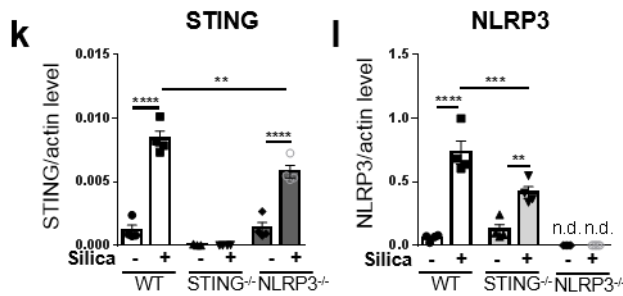 k
STING
STING/actin level
0.015
0.010
0.005
0.000
****
**
****
Silica - + - + - +
WT STING-/- NLRP3-/-
l
NLRP3
NLRP3/actin level
1.5
1.0
0.5
0.0
****
***
**
n.d. n.d.
Silica - + - + - +
WT STING-/- NLRP3-/-